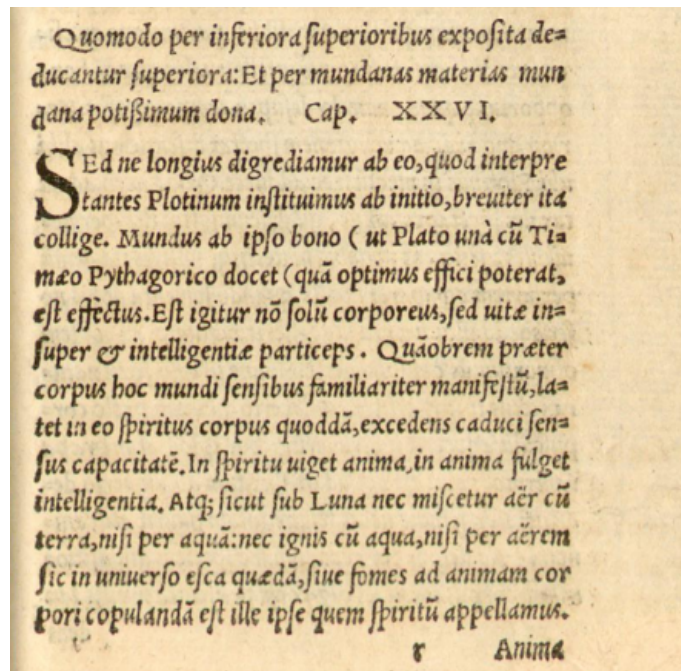 Quomodo per inferiora ſuperioribus expoſita de=
ducantur ſuperiora: Et per mundanas materias mun
dana potißimum dona. Cap. XXVI.
SEd ne longius digrediamur ab eo, quod interpre
tantes Plotinum inſtituimus ab initio, breuiter ita
collige. Mundus ab ipſo bono ( ut Plato unà cũ Ti=
mæo Pythagorico docet (quã optimus effici poterat,
eſt effectus. Eſt igitur nõ ſolũ corporeus, ſed uitæ in=
ſuper & intelligentiæ particeps. Quãobrem præter
corpus hoc mundi ſenſibus familiariter manifeſtũ, la=
tet in eo ſpiritus corpus quoddã, excedens caduci ſen=
ſus capacitatẽ. In ſpiritu uiget anima, in anima fulget
intelligentia. Atq; ſicut ſub Luna nec miſcetur aër cũ
terra, niſi per aquã: nec ignis cũ aqua, niſi per aërem
ſic in uniuerſo eſca quædã, ſiue fomes ad animam cor
pori copulandã eſt ille ipſe quem ſpiritũ appellamus.
r Anima